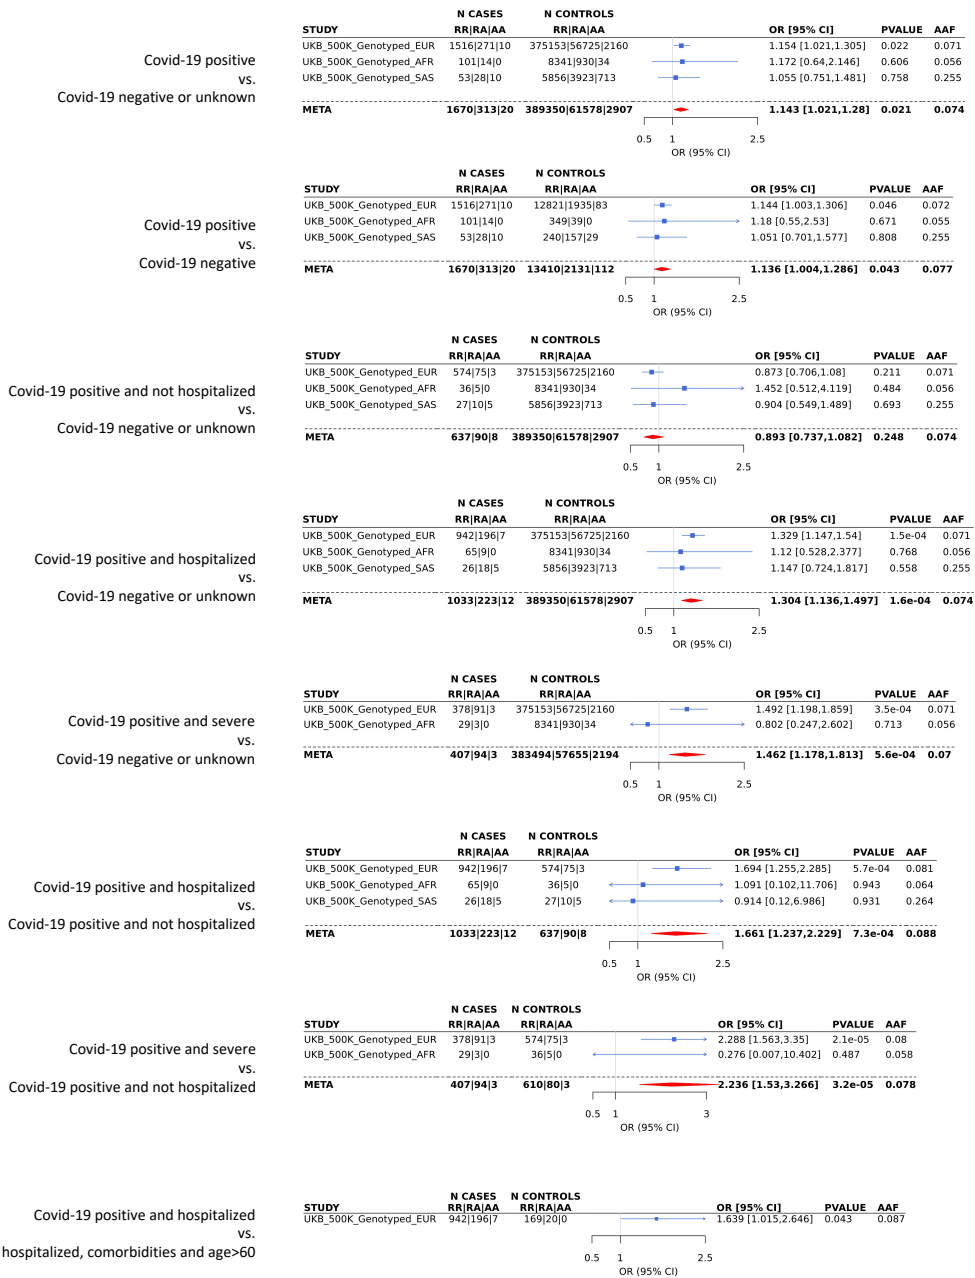 N CASES N CONTROLS
STUDY RR|RA|AA RR|RA|AA OR [95% CI] PVALUE AAF
UKB_500K_Genotyped_EUR 1516|271|10 375153|56725|2160 1.154 [1.021,1.305] 0.022 0.071
UKB_500K_Genotyped_AFR 101|14|0 8341|930|34 1.172 [0.64,2.146] 0.606 0.056
UKB_500K_Genotyped_SAS 53|28|10 5856|3923|713 1.055 [0.751,1.481] 0.758 0.255
META 1670|313|20 389350|61578|2907 1.143 [1.021,1.28] 0.021 0.074
0.5 1 2.5
OR (95% CI)
Covid-19 positive
vs.
Covid-19 negative or unknown
N CASES N CONTROLS
STUDY RR|RA|AA RR|RA|AA OR [95% CI] PVALUE AAF
UKB_500K_Genotyped_EUR 1516|271|10 12821|1935|83 1.144 [1.003,1.306] 0.046 0.072
UKB_500K_Genotyped_AFR 101|14|0 349|39|0 1.18 [0.55,2.53] 0.671 0.055
UKB_500K_Genotyped_SAS 53|28|10 240|157|29 1.051 [0.701,1.577] 0.808 0.255
META 1670|313|20 13410|2131|112 1.136 [1.004,1.286] 0.043 0.077
0.5 1 2.5
OR (95% CI)
Covid-19 positive
vs.
Covid-19 negative
N CASES N CONTROLS
STUDY RR|RA|AA RR|RA|AA OR [95% CI] PVALUE AAF
UKB_500K_Genotyped_EUR 574|75|3 375153|56725|2160 0.873 [0.706,1.08] 0.211 0.071
UKB_500K_Genotyped_AFR 36|5|0 8341|930|34 1.452 [0.512,4.119] 0.484 0.056
UKB_500K_Genotyped_SAS 27|10|5 5856|3923|713 0.904 [0.549,1.489] 0.693 0.255
META 637|90|8 389350|61578|2907 0.893 [0.737,1.082] 0.248 0.074
0.5 1 2.5
OR (95% CI)
Covid-19 positive and not hospitalized
vs.
Covid-19 negative or unknown
N CASES N CONTROLS
STUDY RR|RA|AA RR|RA|AA OR [95% CI] PVALUE AAF
UKB_500K_Genotyped_EUR 942|196|7 375153|56725|2160 1.329 [1.147,1.54] 1.5e-04 0.071
UKB_500K_Genotyped_AFR 65|9|0 8341|930|34 1.12 [0.528,2.377] 0.768 0.056
UKB_500K_Genotyped_SAS 26|18|5 5856|3923|713 1.147 [0.724,1.817] 0.558 0.255
META 1033|223|12 389350|61578|2907 1.304 [1.136,1.497] 1.6e-04 0.074
0.5 1 2.5
OR (95% CI)
Covid-19 positive and hospitalized
vs.
Covid-19 negative or unknown
N CASES N CONTROLS
STUDY RR|RA|AA RR|RA|AA OR [95% CI] PVALUE AAF
UKB_500K_Genotyped_EUR 378|91|3 375153|56725|2160 1.492 [1.198,1.859] 3.5e-04 0.071
UKB_500K_Genotyped_AFR 29|3|0 8341|930|34 0.802 [0.247,2.602] 0.713 0.056
META 407|94|3 383494|57655|2194 1.462 [1.178,1.813] 5.6e-04 0.07
0.5 1 2.5
OR (95% CI)
Covid-19 positive and severe
vs.
Covid-19 negative or unknown
N CASES N CONTROLS
STUDY RR|RA|AA RR|RA|AA OR [95% CI] PVALUE AAF
UKB_500K_Genotyped_EUR 942|196|7 574|75|3 1.694 [1.255,2.285] 5.7e-04 0.081
UKB_500K_Genotyped_AFR 65|9|0 36|5|0 1.091 [0.102,11.706] 0.943 0.064
UKB_500K_Genotyped_SAS 26|18|5 27|10|5 0.914 [0.12,6.986] 0.931 0.264
META 1033|223|12 637|90|8 1.661 [1.237,2.229] 7.3e-04 0.088
0.5 1 2.5
OR (95% CI)
Covid-19 positive and hospitalized
vs.
Covid-19 positive and not hospitalized
N CASES N CONTROLS
STUDY RR|RA|AA RR|RA|AA OR [95% CI] PVALUE AAF
UKB_500K_Genotyped_EUR 378|91|3 574|75|3 2.288 [1.563,3.35] 2.1e-05 0.08
UKB_500K_Genotyped_AFR 29|3|0 36|5|0 0.276 [0.007,10.402] 0.487 0.058
META 407|94|3 610|80|3 2.236 [1.53,3.266] 3.2e-05 0.078
0.5 1 3
OR (95% CI)
Covid-19 positive and severe
vs.
Covid-19 positive and not hospitalized
N CASES N CONTROLS
STUDY RR|RA|AA RR|RA|AA OR [95% CI] PVALUE AAF
UKB_500K_Genotyped_EUR 942|196|7 169|20|0 1.639 [1.015,2.646] 0.043 0.087
0.5 1 2.5
OR (95% CI)
Covid-19 positive and hospitalized
vs.
hospitalized, comorbidities and age>60